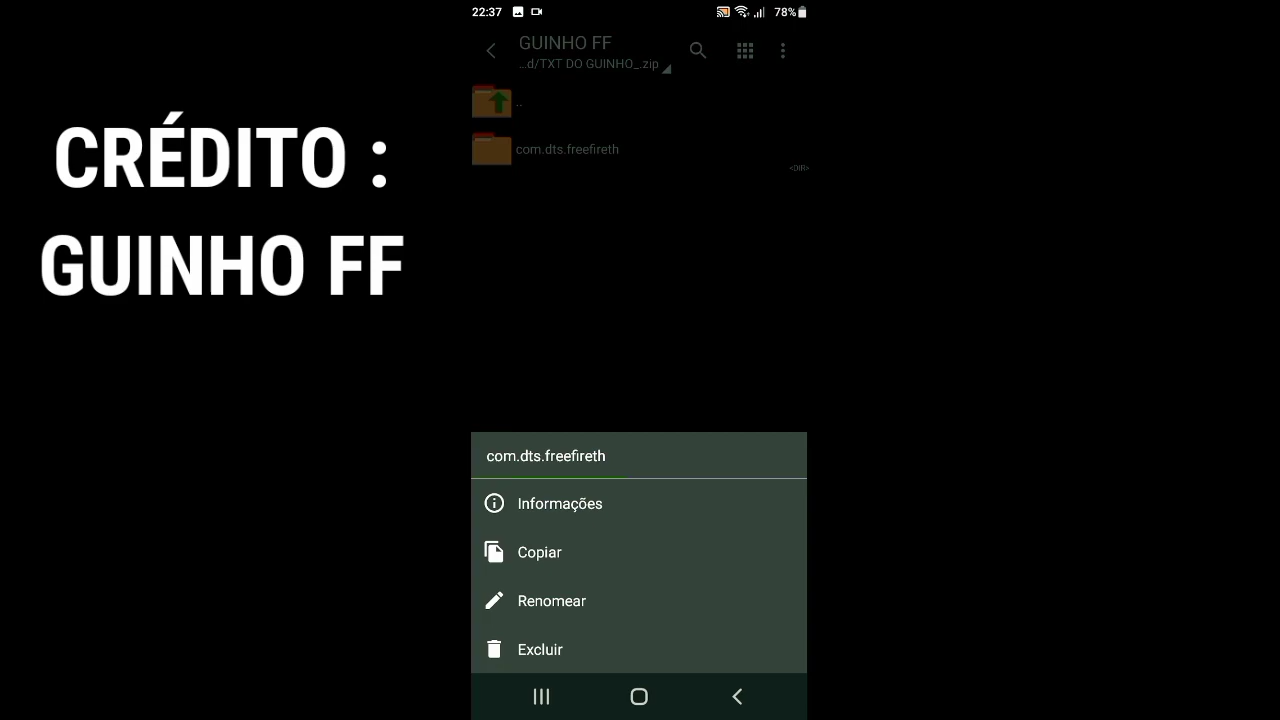 CRÉDITO :
GUINHO FF
22:37
78%
GUINHO FF
...d/TXT DO GUINHO_.zip
..
com.dts.freefireth
<DIR>
com.dts.freefireth
Informações
Copiar
Renomear
Excluir